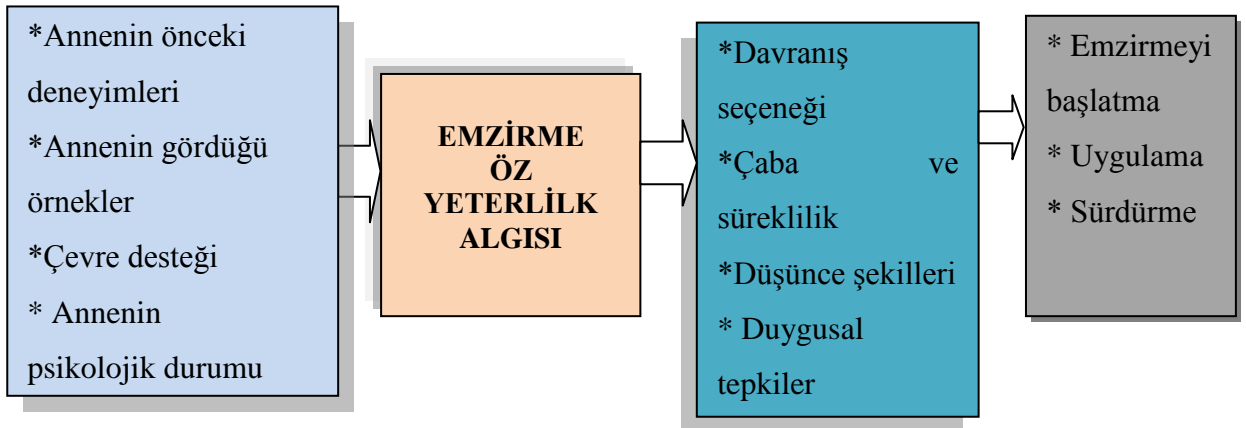 *Annenin önceki
deneyimleri
*Annenin gördüğü
örnekler
*Çevre desteği
* Annenin
psikolojik durumu
EMZİRME
ÖZ
YETERLİLK
ALGISI
*Davranış
seçeneği
*Çaba ve
süreklilik
*Düşünce şekilleri
* Duygusal
tepkiler
* Emzirmeyi
başlatma
* Uygulama
* Sürdürme